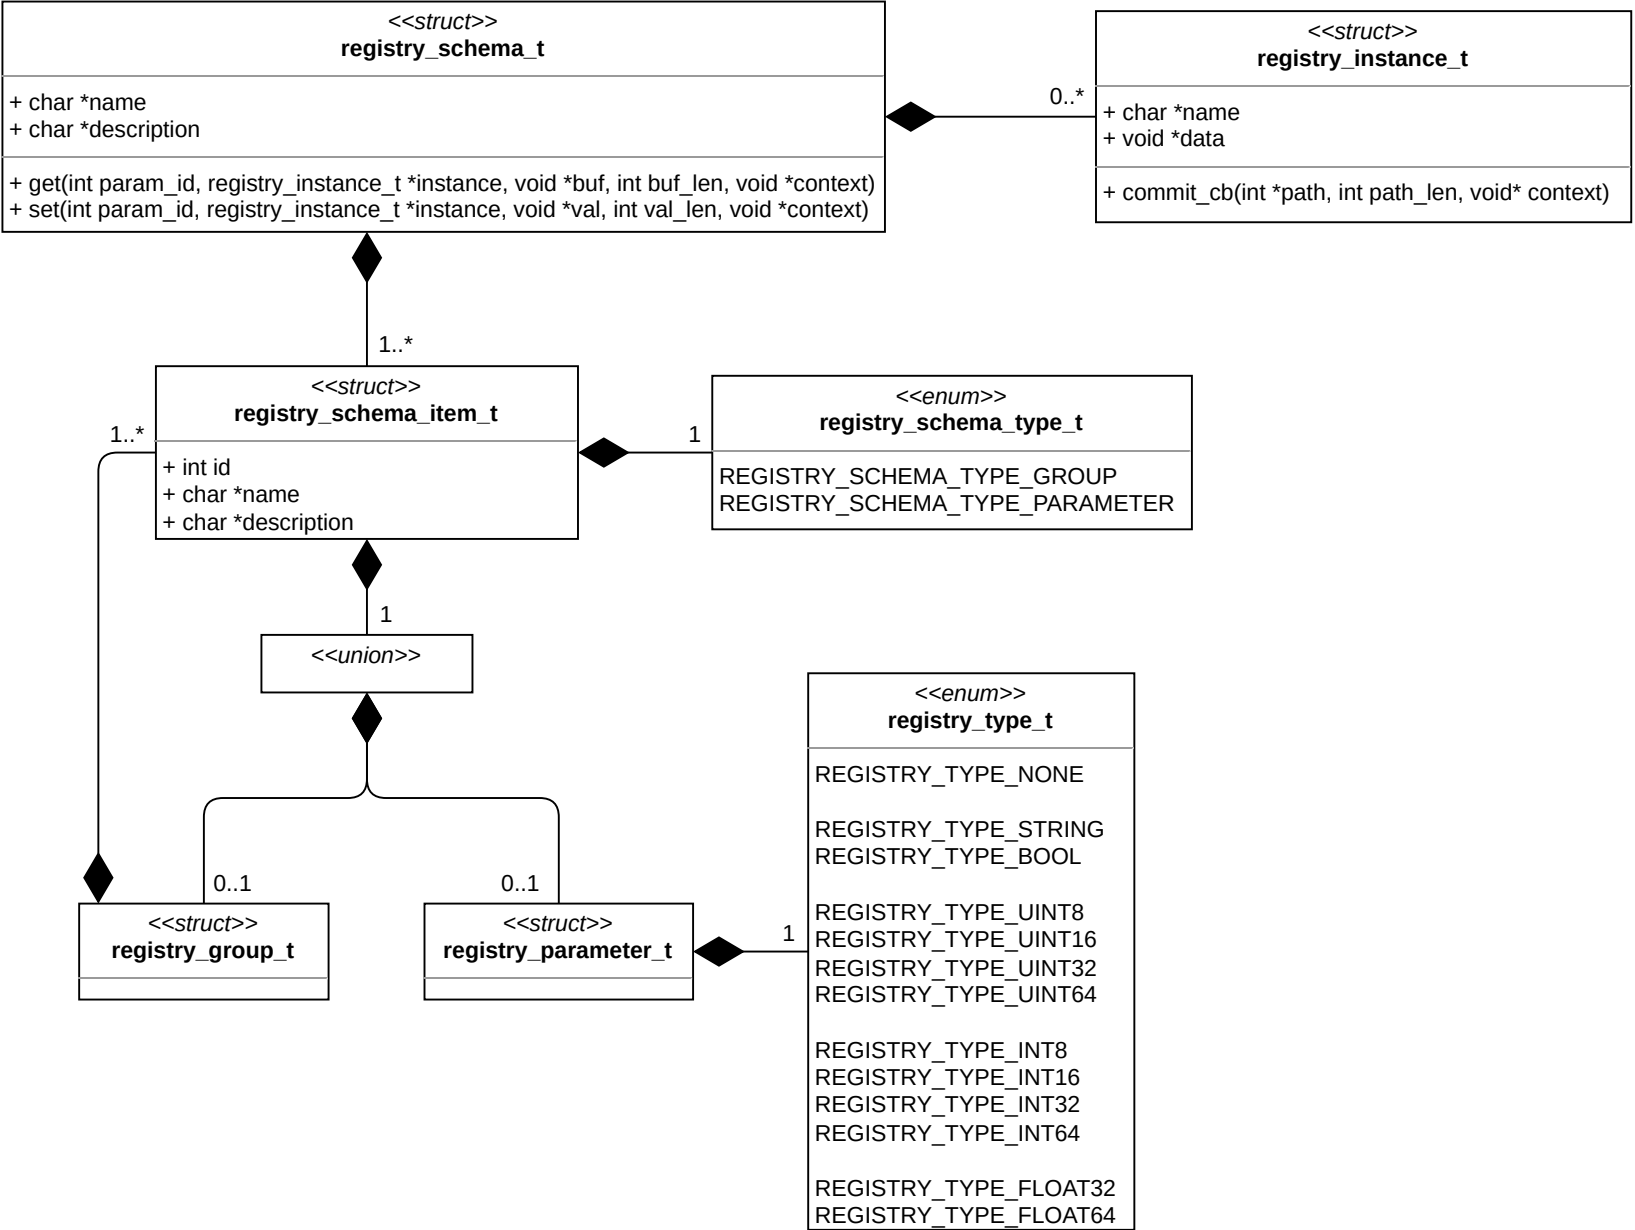 <<struct>>
registry_schema_t
+ char *name
+ char *description
+ get(int param_id, registry_instance_t *instance, void *buf, int buf_len, void *context)
+ set(int param_id, registry_instance_t *instance, void *val, int val_len, void *context)
0..*
<<struct>>
registry_instance_t
+ char *name
+ void *data
+ commit_cb(int *path, int path_len, void* context)
1..*
<<struct>>
registry_schema_item_t
+ int id
+ char *name
+ char *description
1..*
1
<<enum>>
registry_schema_type_t
REGISTRY_SCHEMA_TYPE_GROUP
REGISTRY_SCHEMA_TYPE_PARAMETER
1
<<union>>
0..1
0..1
<<struct>>
registry_group_t
<<struct>>
registry_parameter_t
1
<<enum>>
registry_type_t
REGISTRY_TYPE_NONE
REGISTRY_TYPE_STRING
REGISTRY_TYPE_BOOL
REGISTRY_TYPE_UINT8
REGISTRY_TYPE_UINT16
REGISTRY_TYPE_UINT32
REGISTRY_TYPE_UINT64
REGISTRY_TYPE_INT8
REGISTRY_TYPE_INT16
REGISTRY_TYPE_INT32
REGISTRY_TYPE_INT64
REGISTRY_TYPE_FLOAT32
REGISTRY_TYPE_FLOAT64